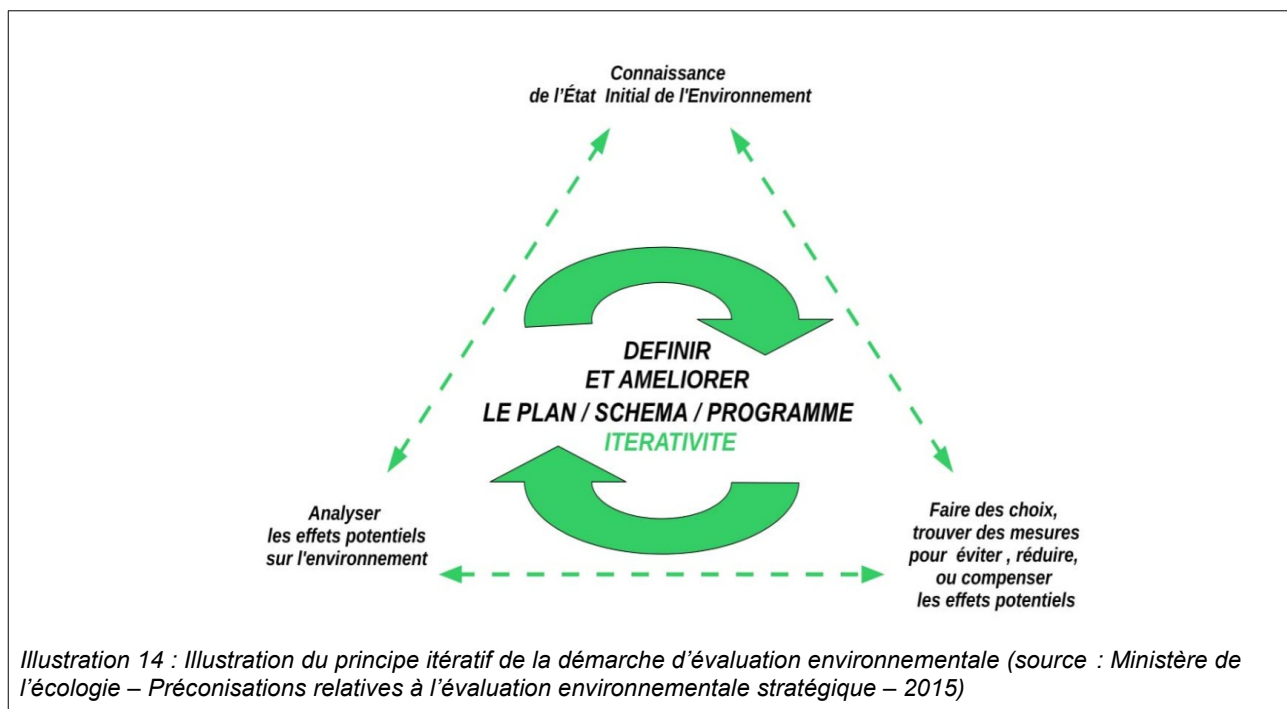 Connaissance
de l'État Initial de l'Environnement
DEFINIR
ET AMELIORER
LE PLAN / SCHEMA / PROGRAMME
ITERATIVITE
Analyser
les effets potentiels
sur l'environnement
Faire des choix,
trouver des mesures
pour éviter , réduire,
ou compenser
les effets potentiels
Illustration 14 : Illustration du principe itératif de la démarche d'évaluation environnementale (source : Ministère de
l'écologie – Préconisations relatives à l'évaluation environnementale stratégique – 2015)